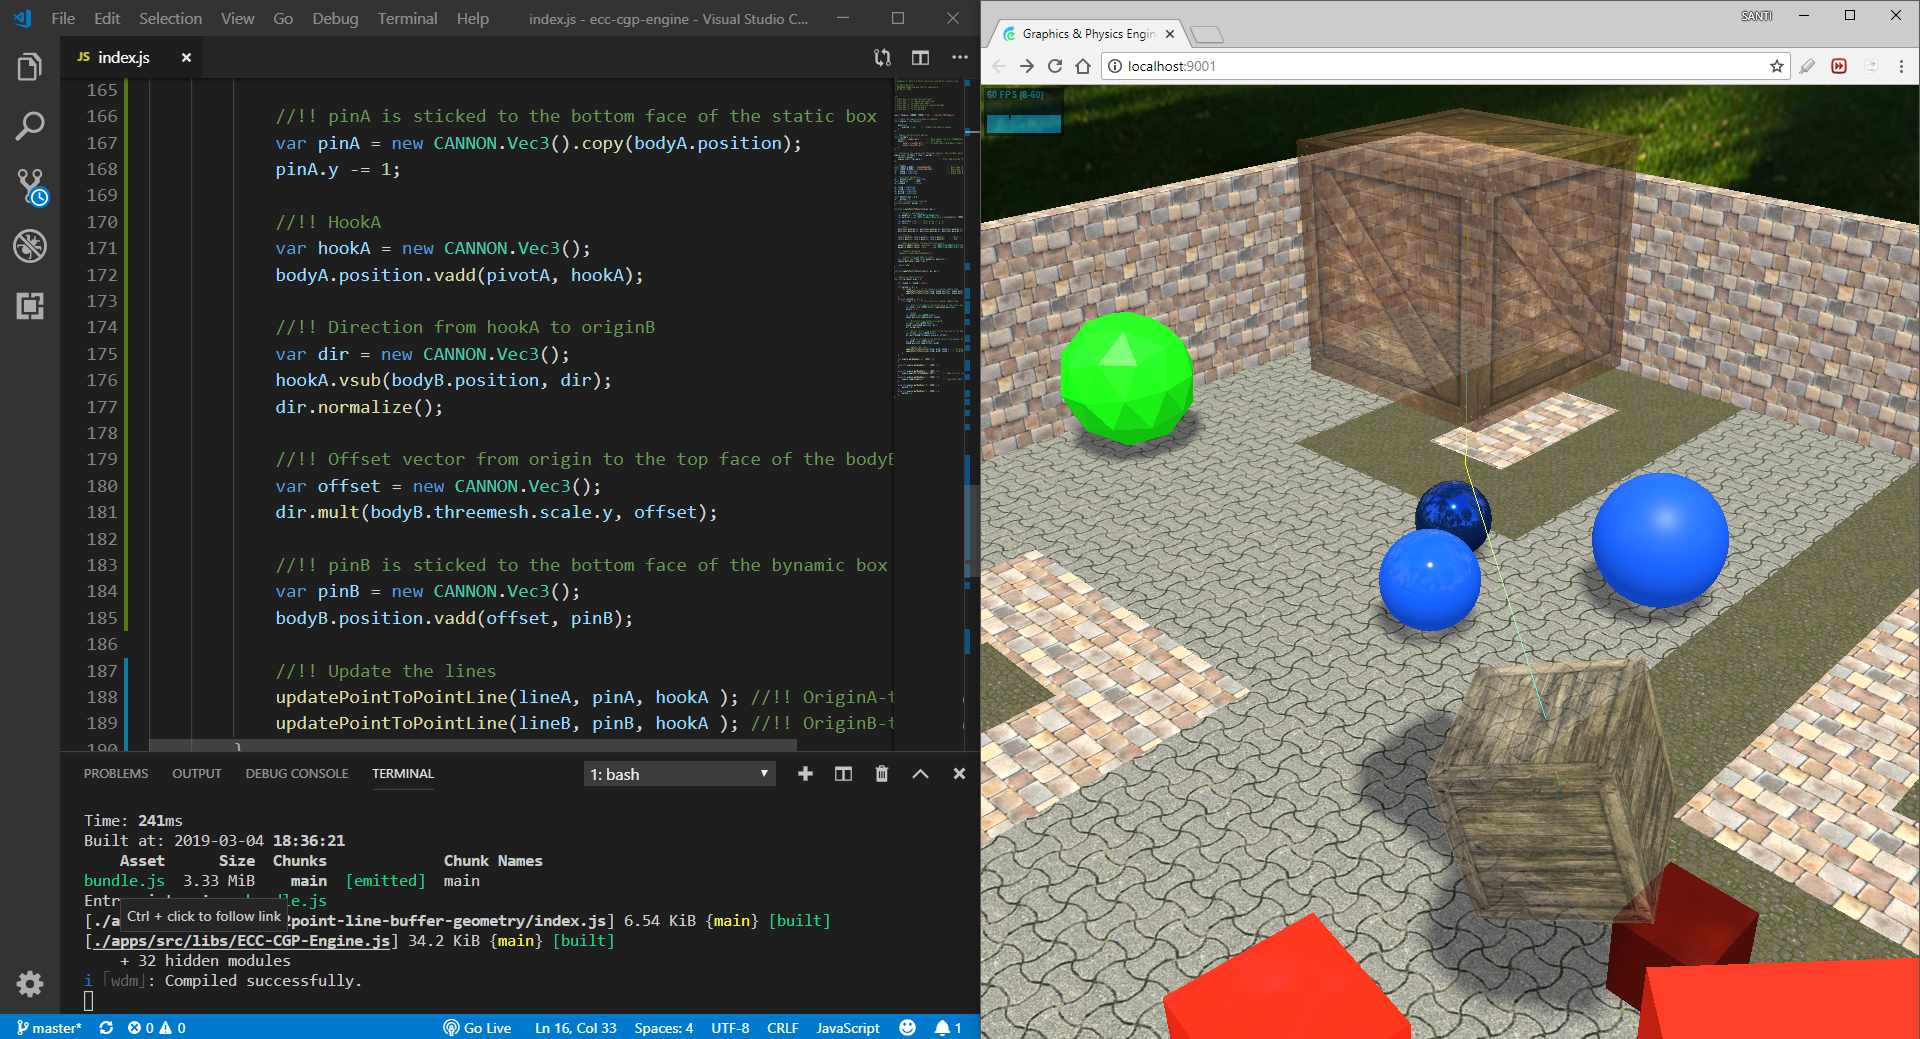 File Edit Selection View Go Debug Terminal Help index.js - ecc-cgp-engine - Visual Studio C...
JS index.js
165
166 //!! pinA is sticked to the bottom face of the static box
167 var pinA = new CANNON.Vec3().copy(bodyA.position);
168 pinA.y -= 1;
169
170 //!! HookA
171 var hookA = new CANNON.Vec3();
172 bodyA.position.vadd(pivotA, hookA);
173
174 //!! Direction from hookA to originB
175 var dir = new CANNON.Vec3();
176 hookA.vsub(bodyB.position, dir);
177 dir.normalize();
178
179 //!! Offset vector from origin to the top face of the bodyB
180 var offset = new CANNON.Vec3();
181 dir.mult(bodyB.threemesh.scale.y, offset);
182
183 //!! pinB is sticked to the bottom face of the bynamic box
184 var pinB = new CANNON.Vec3();
185 bodyB.position.vadd(offset, pinB);
186
187 //!! Update the lines
188 updatePointToPointLine(lineA, pinA, hookA ); //!! OriginA-t
189 updatePointToPointLine(lineB, pinB, hookA ); //!! OriginB-t
190 }
PROBLEMS OUTPUT DEBUG CONSOLE TERMINAL 1: bash
Time: 241ms
Built at: 2019-03-04 18:36:21
Asset Size Chunks Chunk Names
bundle.js 3.33 MiB main [emitted] main
Entr le.js
Ctrl + click to follow link
[./a 2point-line-buffer-geometry/index.js] 6.54 KiB {main} [built]
[./apps/src/libs/ECC-CGP-Engine.js] 34.2 KiB {main} [built]
+ 32 hidden modules
i ｢wdm｣: Compiled successfully.
master* 0 0 Go Live Ln 16, Col 33 Spaces: 4 UTF-8 CRLF JavaScript 1
SANTI
Graphics & Physics Engin
localhost:9001
60 FPS (8-60)